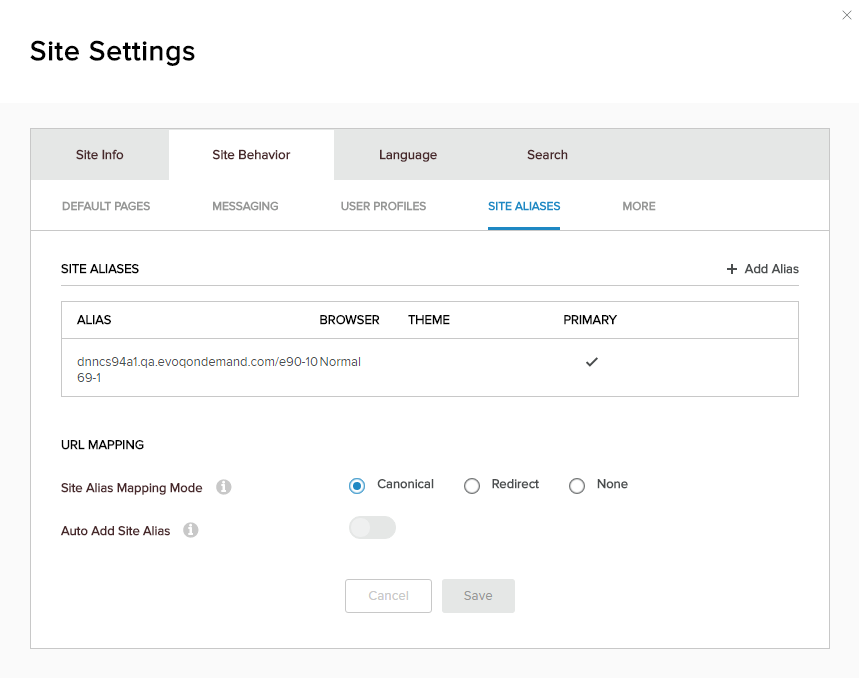 Site Settings
Site Info Site Behavior Language Search
DEFAULT PAGES MESSAGING USER PROFILES SITE ALIASES MORE
SITE ALIASES + Add Alias
ALIAS BROWSER THEME PRIMARY
dnncs94a1.qa.evoqondemand.com/e90-10 Normal
69-1
URL MAPPING
Site Alias Mapping Mode Canonical Redirect None
Auto Add Site Alias
Cancel Save